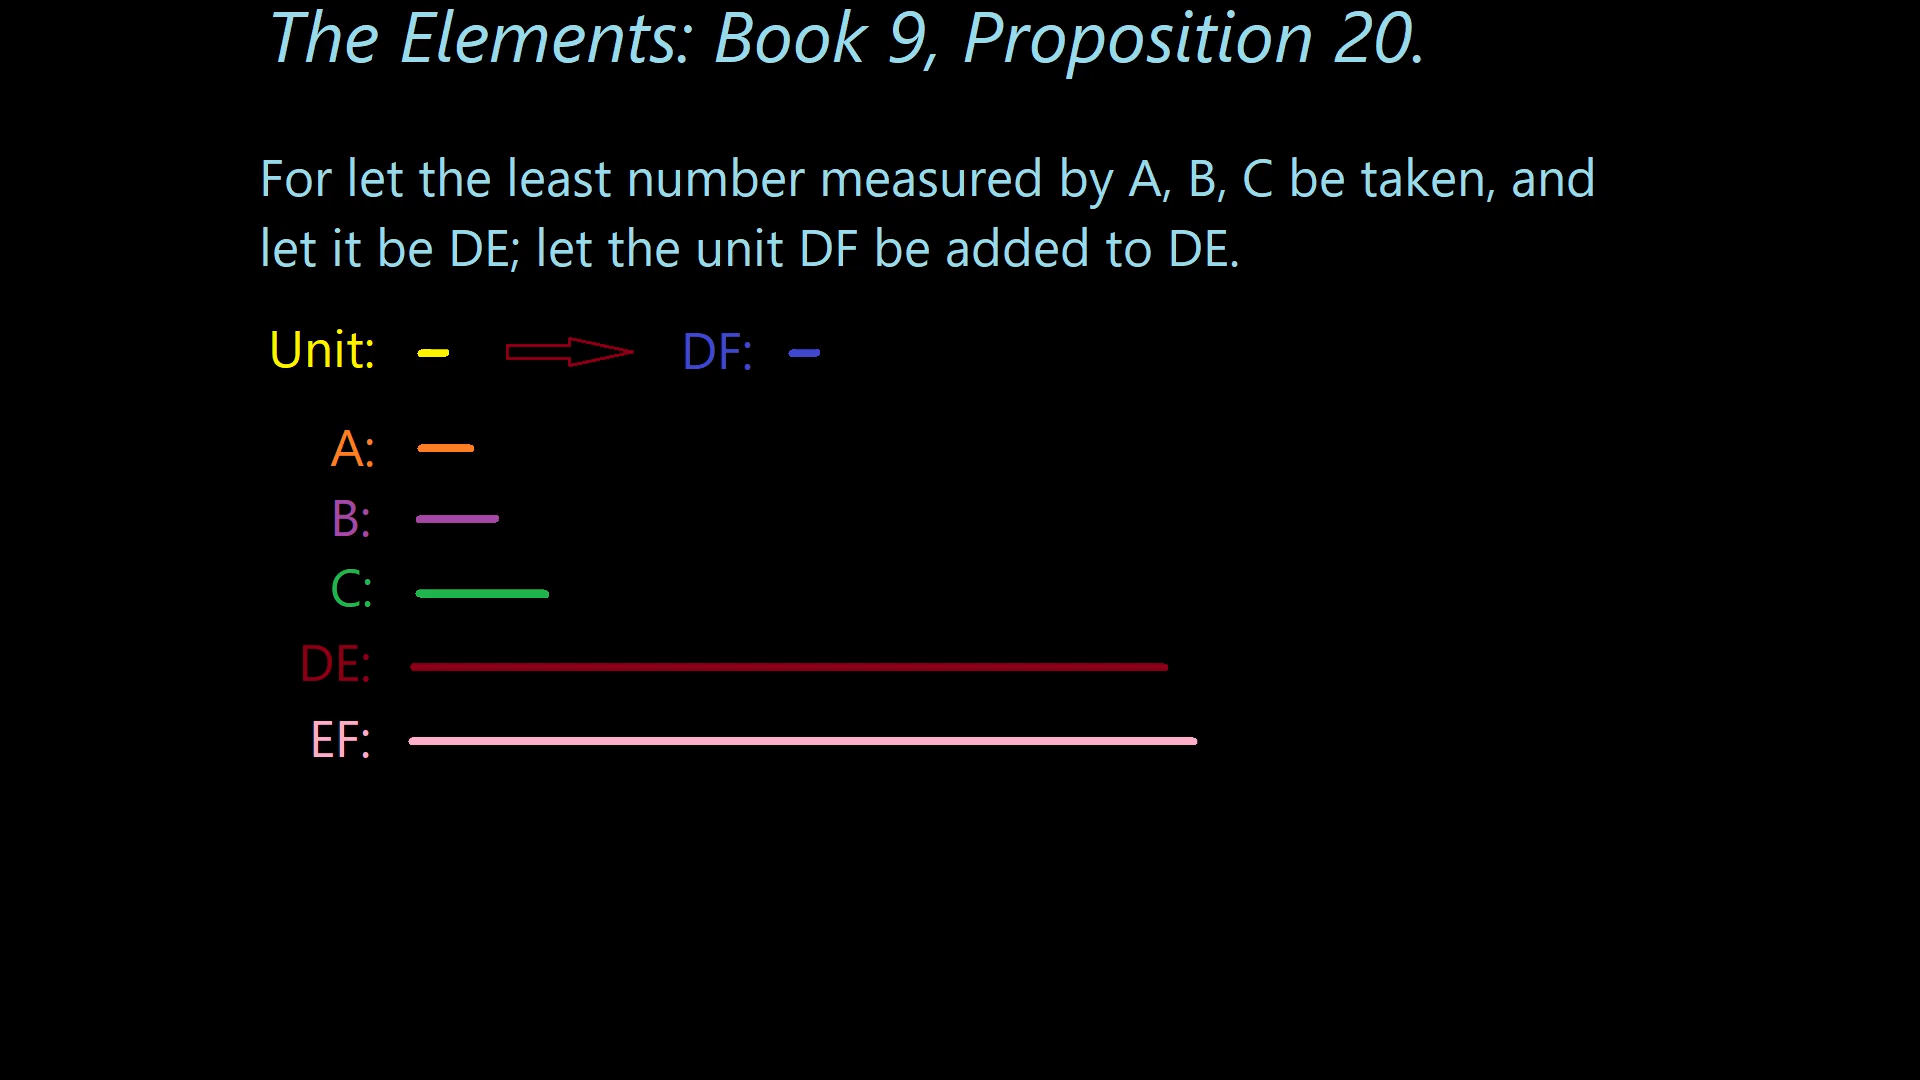 The Elements: Book 9, Proposition 20.
For let the least number measured by A, B, C be taken, and
let it be DE; let the unit DF be added to DE.
Unit: DF:
A:
B:
C:
DE:
EF: